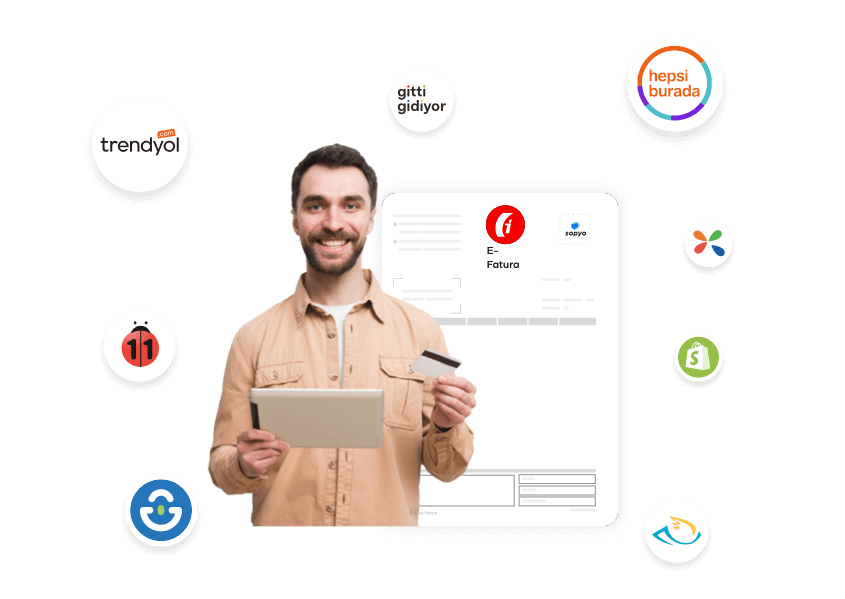 gitti
gidiyor
hepsi
burada
.com
trendyol
sopyo
E-
Fatura
11
S